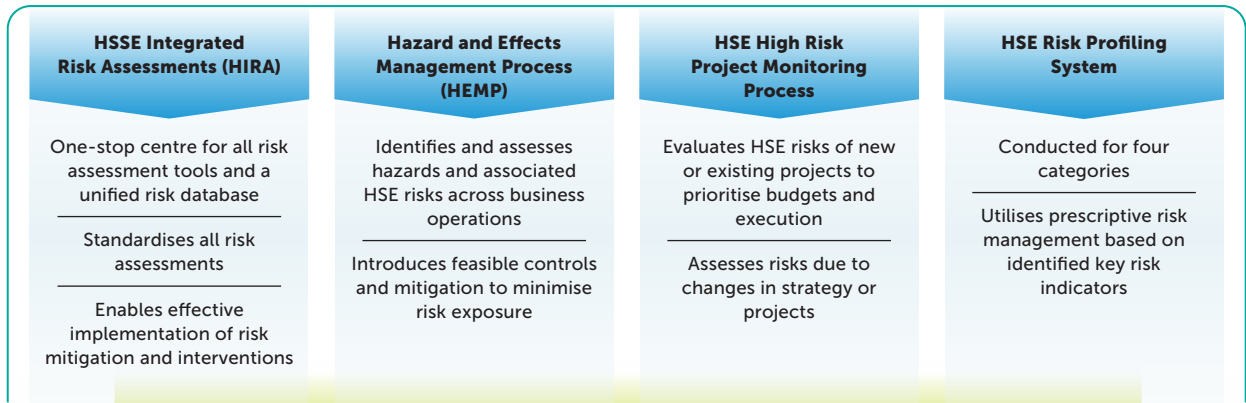 HSSE Integrated
Risk Assessments (HIRA)
One-stop centre for all risk
assessment tools and a
unified risk database
Standardises all risk
assessments
Enables effective
implementation of risk
mitigation and interventions
Hazard and Effects
Management Process
(HEMP)
Identifies and assesses
hazards and associated
HSE risks across business
operations
Introduces feasible controls
and mitigation to minimise
risk exposure
HSE High Risk
Project Monitoring
Process
Evaluates HSE risks of new
or existing projects to
prioritise budgets and
execution
Assesses risks due to
changes in strategy or
projects
HSE Risk Profiling
System
Conducted for four
categories
Utilises prescriptive risk
management based on
identified key risk
indicators